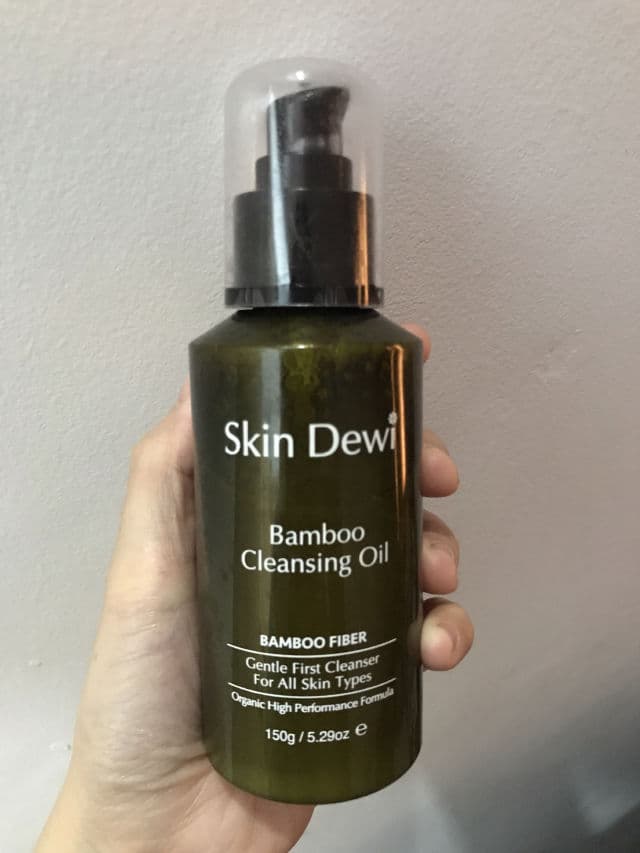 Skin Dewi
Bamboo
Cleansing Oil
BAMBOO FIBER
Gentle First Cleanser
For All Skin Types
Organic High Performance Formula
150g / 5.29oz ℮